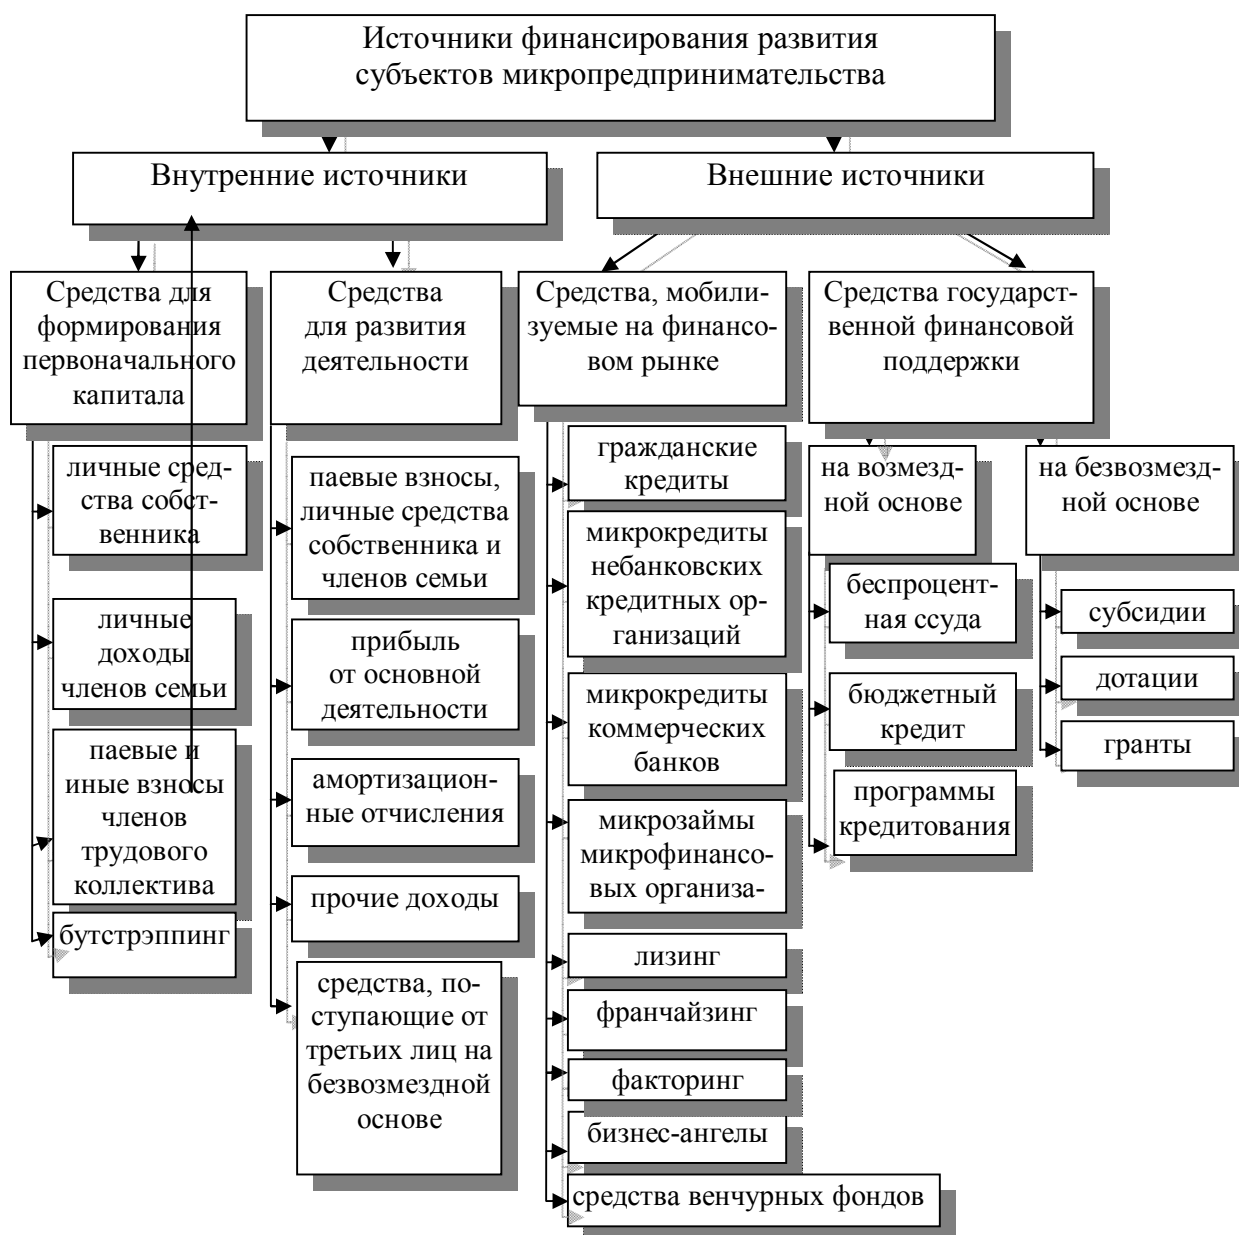 Источники финансирования развития
субъектов микропредпринимательства
Внутренние источники
Внешние источники
Средства для
формирования
первоначального
капитала
Средства
для развития
деятельности
Средства, мобили-
зуемые на финансо-
вом рынке
Средства государст-
венной финансовой
поддержки
личные сред-
ства собст-
венника
личные
доходы
членов семьи
паевые и
иные взносы
членов
трудового
коллектива
бутстрэппинг
паевые взносы,
личные средства
собственника и
членов семьи
прибыль
от основной
деятельности
амортизацион-
ные отчисления
прочие доходы
средства, по-
ступающие от
третьих лиц на
безвозмездной
основе
гражданские
кредиты
микрокредиты
небанковских
кредитных ор-
ганизаций
микрокредиты
коммерческих
банков
микрозаймы
микрофинансо-
вых организа-
лизинг
франчайзинг
факторинг
бизнес-ангелы
средства венчурных фондов
на возмезд-
ной основе
беспроцент-
ная ссуда
бюджетный
кредит
программы
кредитования
на безвозмезд-
ной основе
субсидии
дотации
гранты